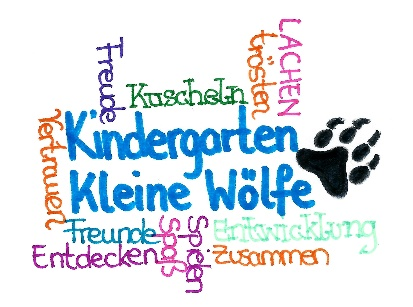 LACHEN
trösten
Freude
Kuscheln
Vertrauen
Kindergarten
Kleine Wölfe
Freunde
Entdecken
Spaß
Spielen
Entwicklung
Zusammen